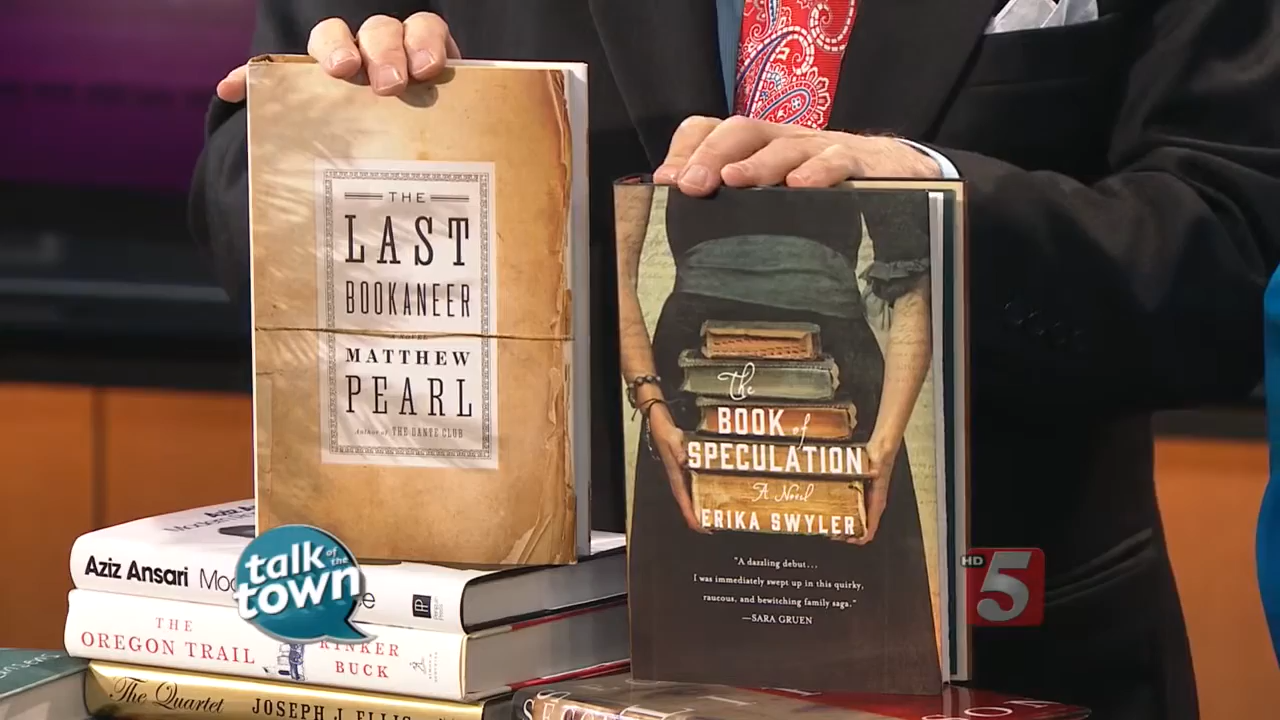 THE
LAST
BOOKANEER
A NOVEL
MATTHEW
PEARL
Author of THE DANTE CLUB
The
BOOK of
SPECULATION
A Novel
ERIKA SWYLER
"A dazzling debut...
I was immediately swept up in this quirky,
raucous, and bewitching family saga."
—SARA GRUEN
Aziz Ansari
THE
OREGON TRAIL
RINKER
BUCK
The Quartet JOSEPH J. ELLIS
talk of the
town
HD 5